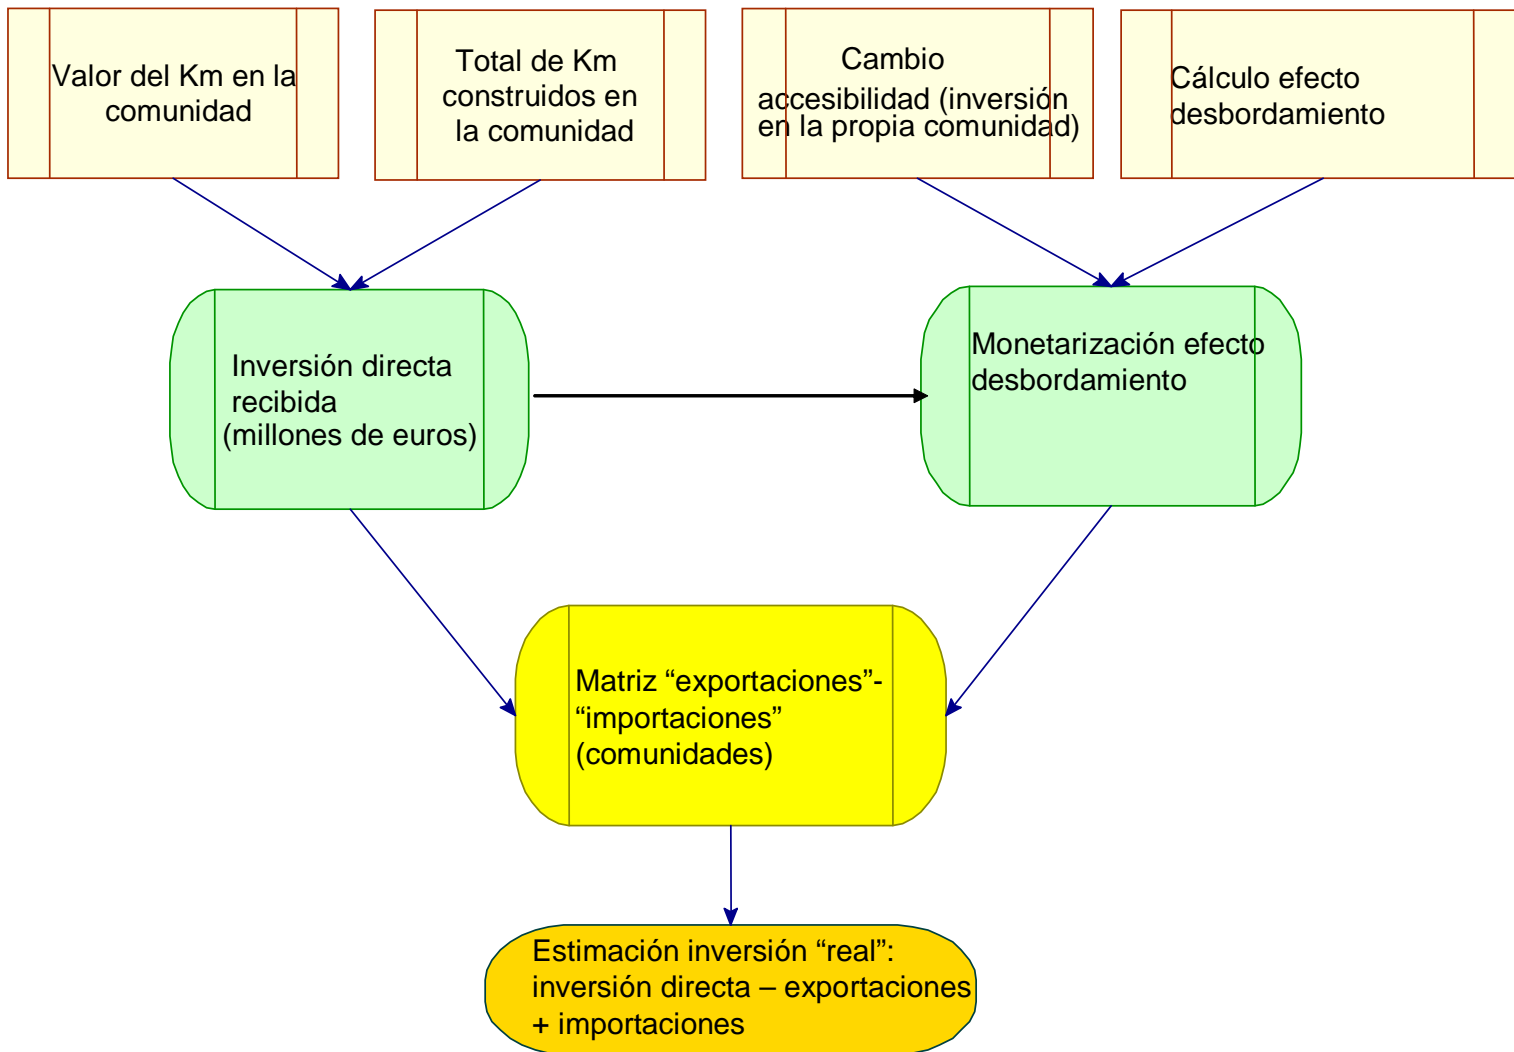 Valor del Km en la
comunidad
Total de Km
construidos en
la comunidad
Cambio
accesibilidad (inversión
en la propia comunidad)
Cálculo efecto
desbordamiento
Inversión directa
recibida
(millones de euros)
Monetarización efecto
desbordamiento
Matriz “exportaciones”-
“importaciones”
(comunidades)
Estimación inversión “real”:
inversión directa – exportaciones
+ importaciones